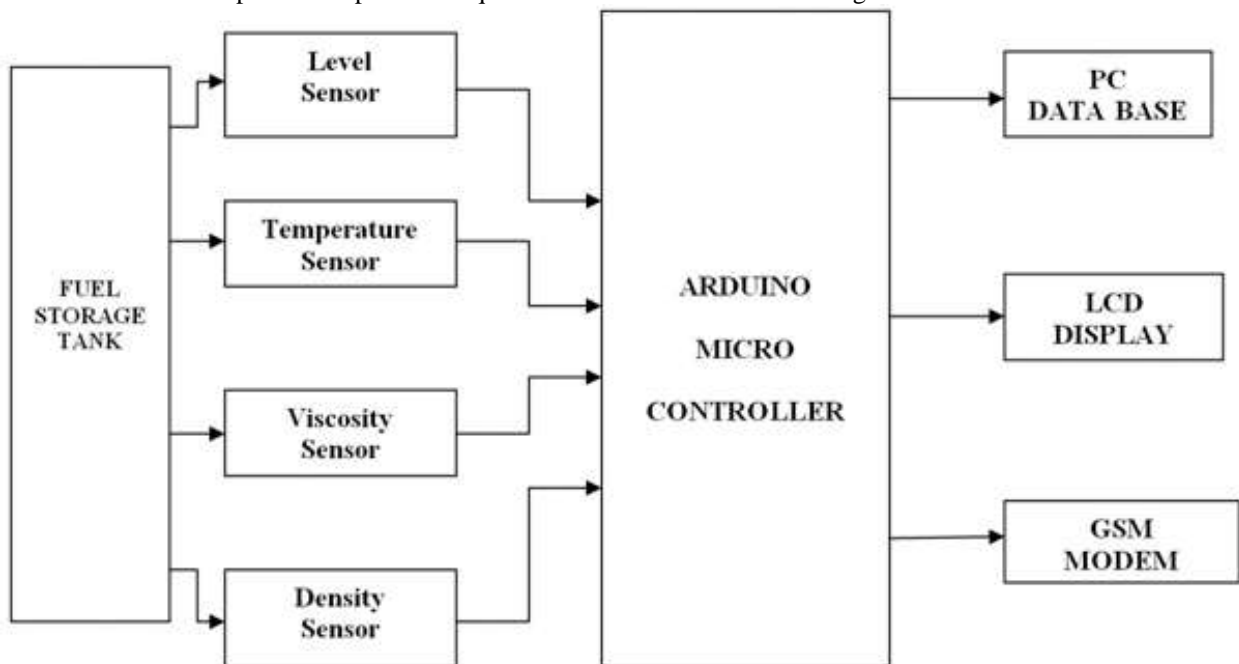 Level
Sensor
Temperature
Sensor
Viscosity
Sensor
Density
Sensor
FUEL
STORAGE
TANK
ARDUINO
MICRO
CONTROLLER
PC
DATA BASE
LCD
DISPLAY
GSM
MODEM